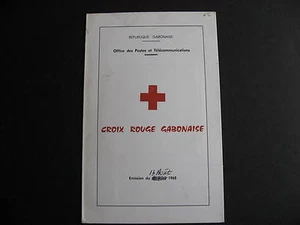 REPUBLIQUE GABONAISE
Office des Postes et Télécommunications
CROIX ROUGE GABONAISE
Emission du 1968